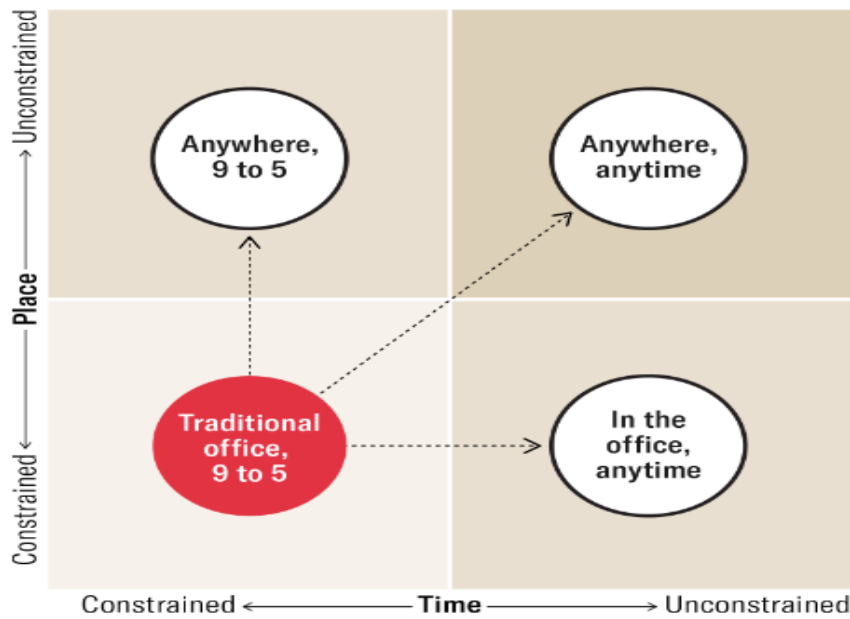 Unconstrained
Place
Constrained
Anywhere,
9 to 5
Anywhere,
anytime
Traditional
office,
9 to 5
In the
office,
anytime
Constrained
Time
Unconstrained